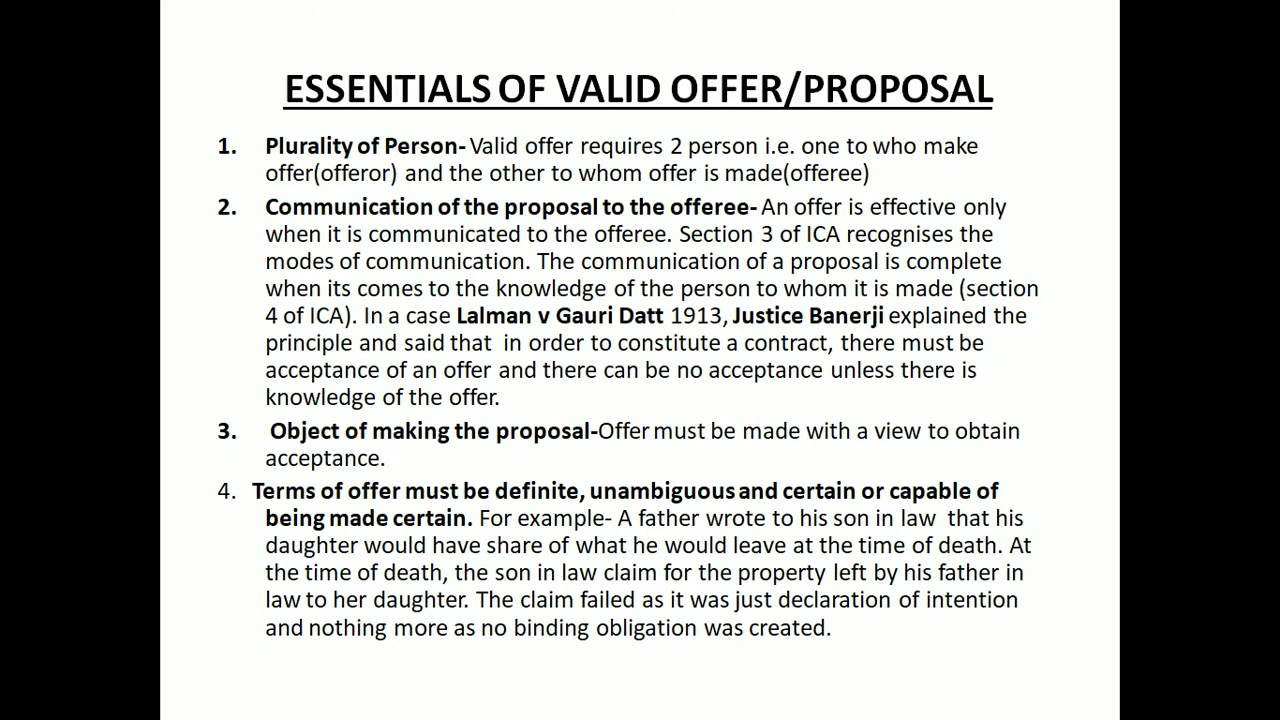 ESSENTIALS OF VALID OFFER/PROPOSAL
1. Plurality of Person- Valid offer requires 2 person i.e. one to who make
offer(offeror) and the other to whom offer is made(offeree)
2. Communication of the proposal to the offeree- An offer is effective only
when it is communicated to the offeree. Section 3 of ICA recognises the
modes of communication. The communication of a proposal is complete
when its comes to the knowledge of the person to whom it is made (section
4 of ICA). In a case Lalman v Gauri Datt 1913, Justice Banerji explained the
principle and said that in order to constitute a contract, there must be
acceptance of an offer and there can be no acceptance unless there is
knowledge of the offer.
3. Object of making the proposal-Offer must be made with a view to obtain
acceptance.
4. Terms of offer must be definite, unambiguous and certain or capable of
being made certain. For example- A father wrote to his son in law that his
daughter would have share of what he would leave at the time of death. At
the time of death, the son in law claim for the property left by his father in
law to her daughter. The claim failed as it was just declaration of intention
and nothing more as no binding obligation was created.